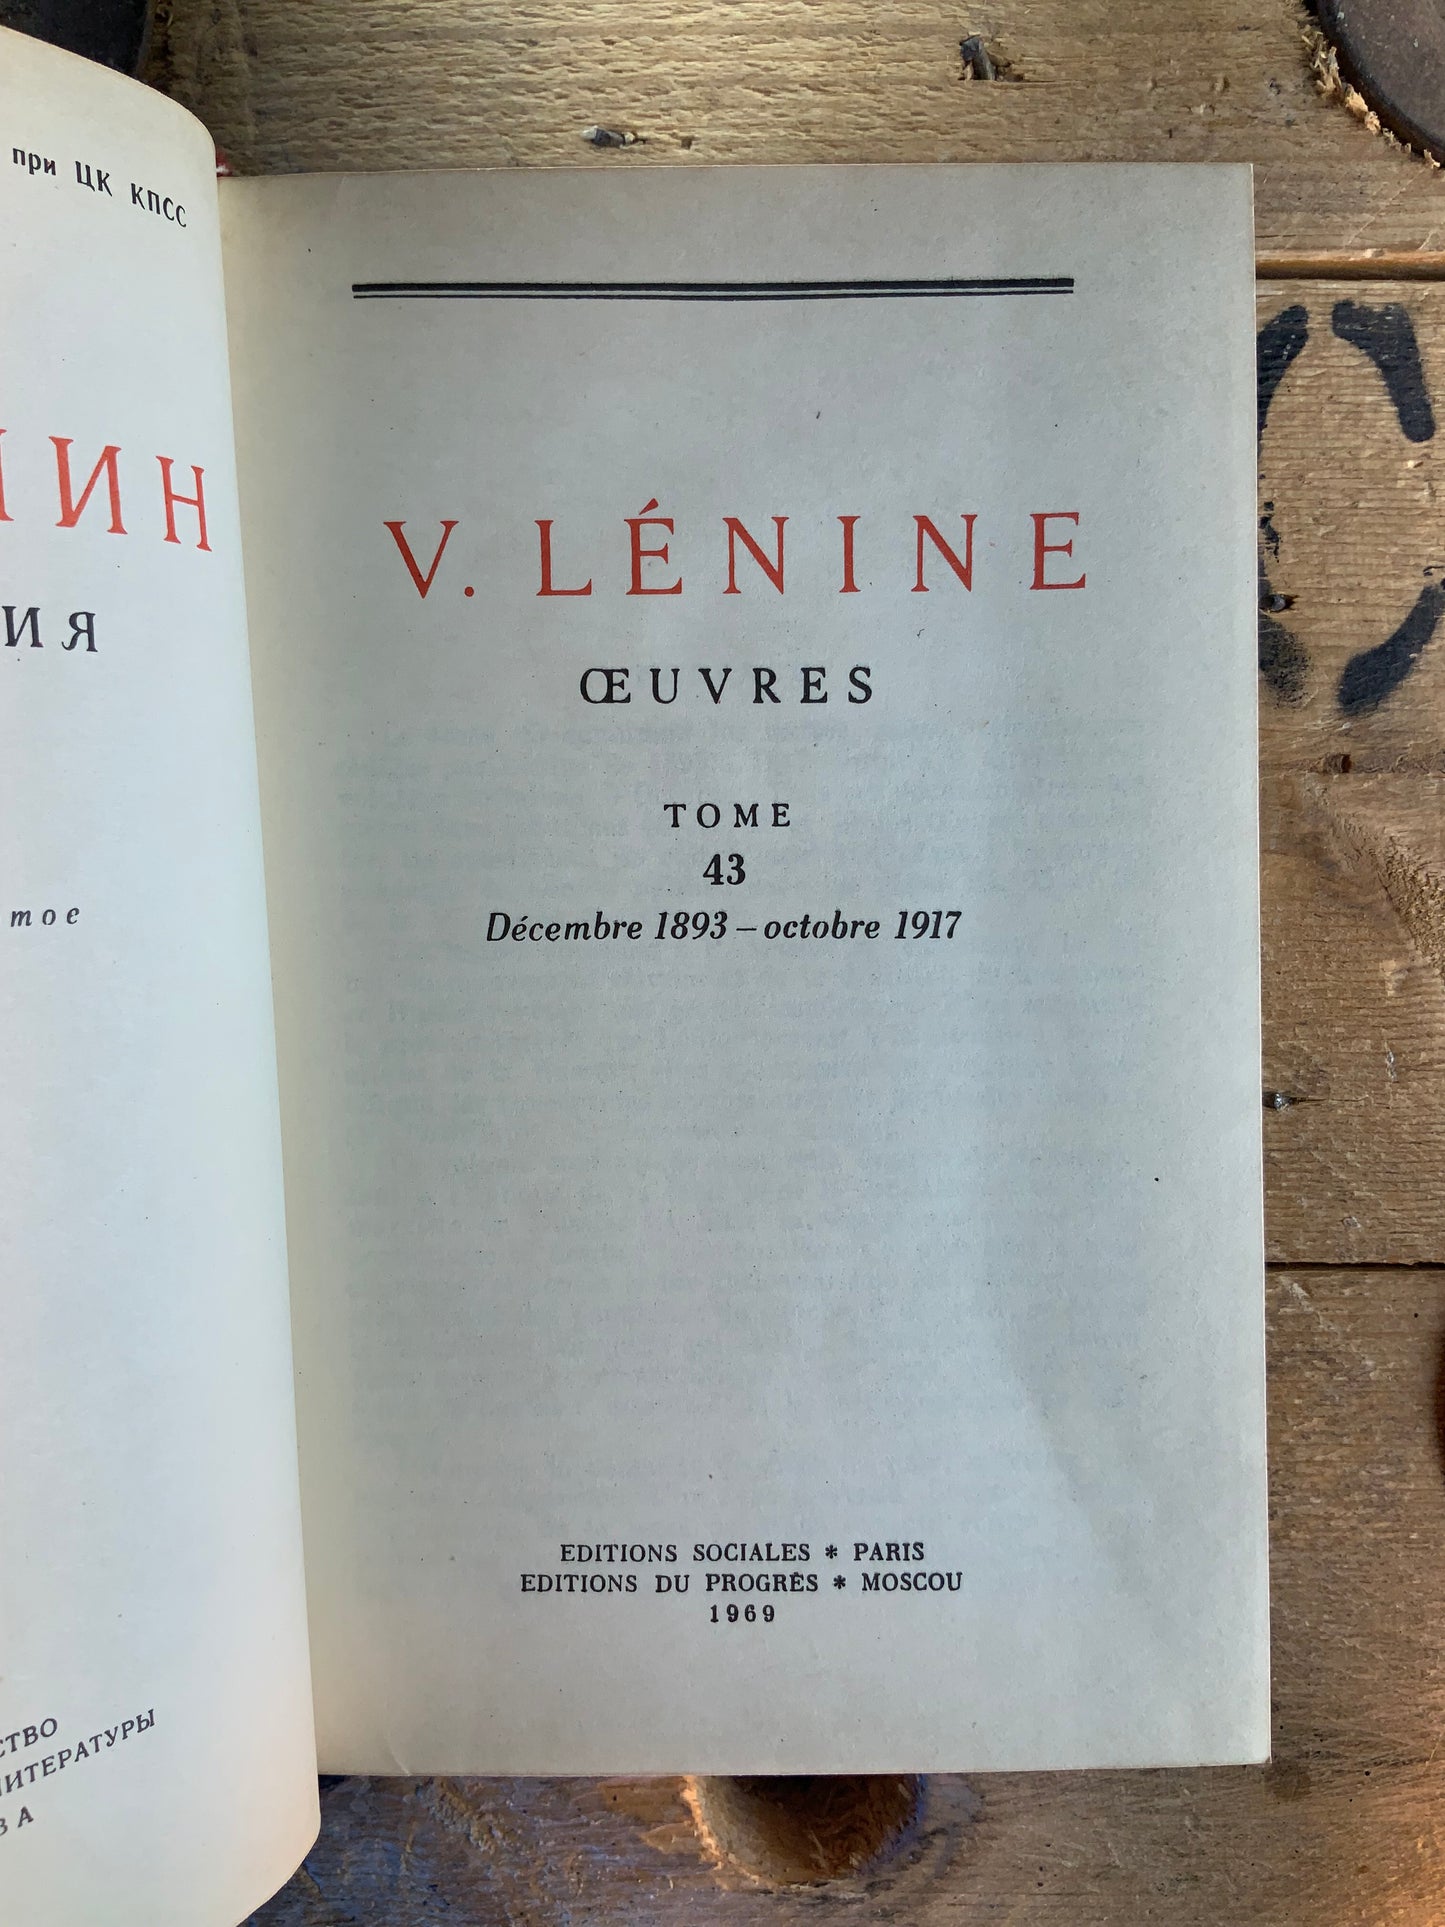 при ЦК КПСС
ИН
ИЯ
тое
СТВО
ЛИТЕРАТУРЫ
В А
V. LÉNINE
ŒUVRES
TOME
43
Décembre 1893 – octobre 1917
EDITIONS SOCIALES * PARIS
EDITIONS DU PROGRÈS * MOSCOU
1969